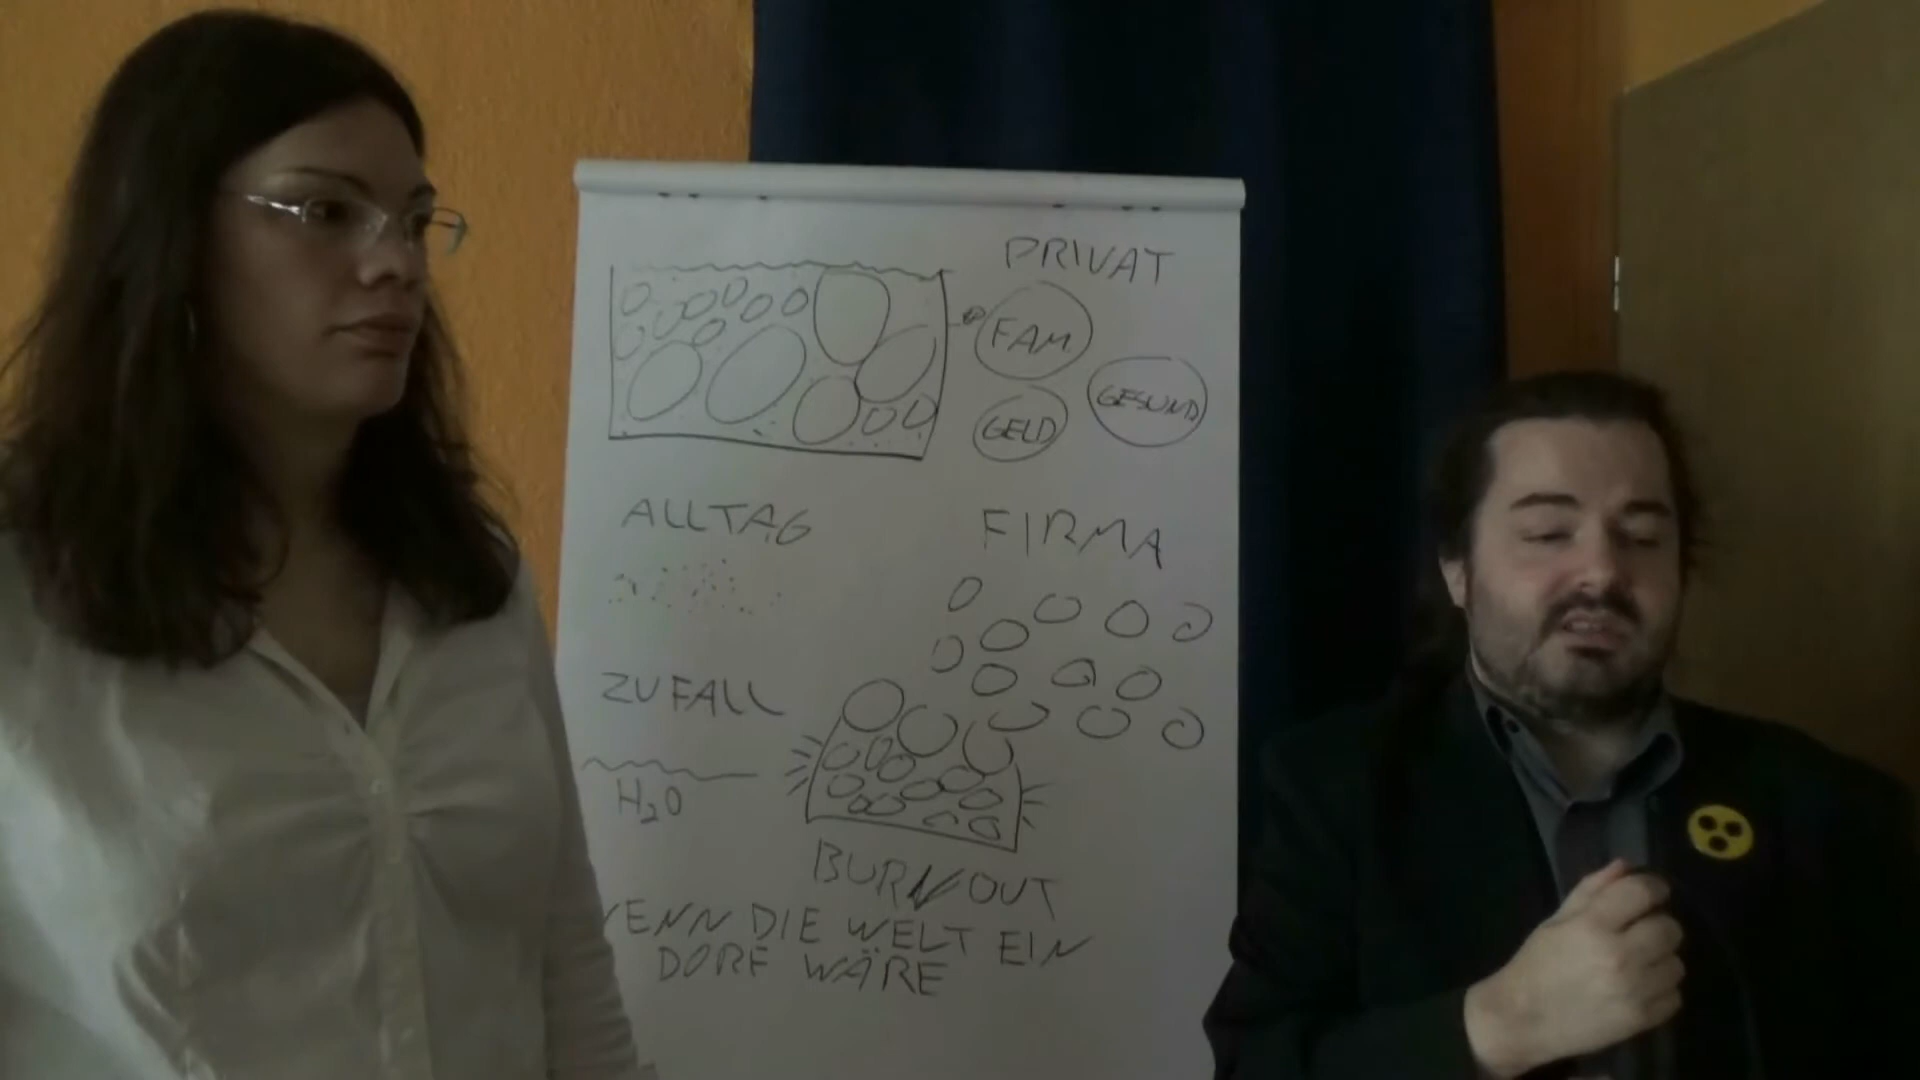 PRIVAT
FAM
GESUND
GELD
ALLTAG
FIRMA
ZUFALL
H₂O
BURNOUT
WENN DIE WELT EIN
DORF WÄRE